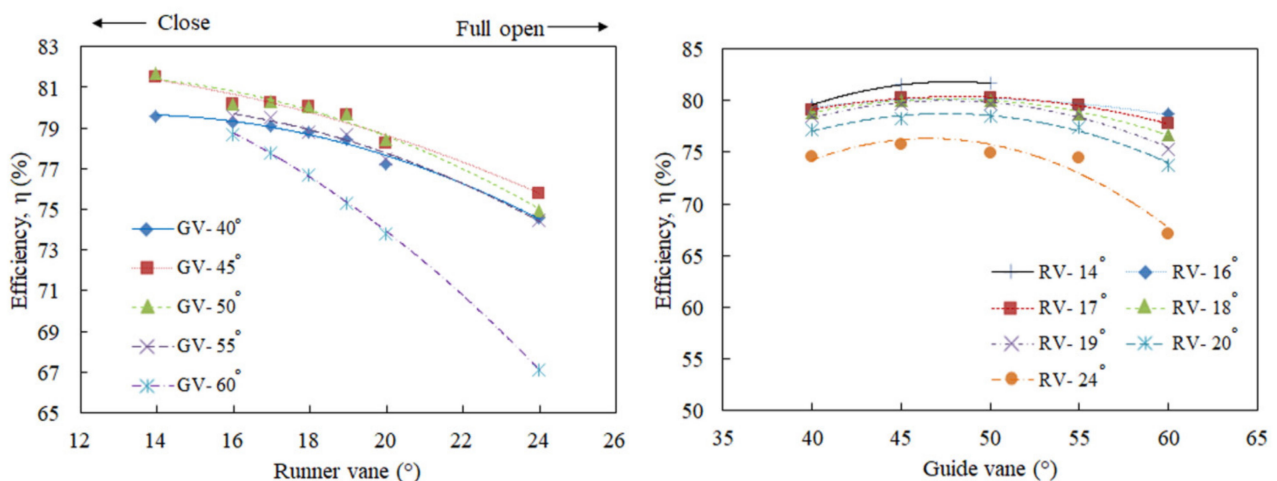 Close
Full open
83
81
79
77
75
73
71
69
67
65
Efficiency, η (%)
GV- 40°
GV- 45°
GV- 50°
GV- 55°
GV- 60°
12 14 16 18 20 22 24 26
Runner vane (°)
85
80
75
70
65
60
55
50
Efficiency, η (%)
RV- 14° RV- 16°
RV- 17° RV- 18°
RV- 19° RV- 20°
RV- 24°
35 40 45 50 55 60 65
Guide vane (°)